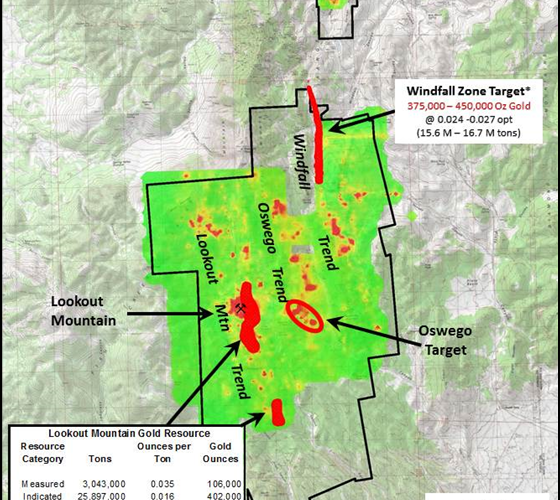 Windfall Zone Target*
375,000 – 450,000 Oz Gold
@ 0.024 -0.027 opt
(15.6 M – 16.7 M tons)
Windfall
Trend
Oswego
Trend
Lookout
Mtn
Trend
Lookout
Mountain
Oswego
Target
Lookout Mountain Gold Resource
Resource Ounces per Gold
Category Tons Ton Ounces
Measured 3,043,000 0.035 106,000
Indicated 25,897,000 0.016 402,000